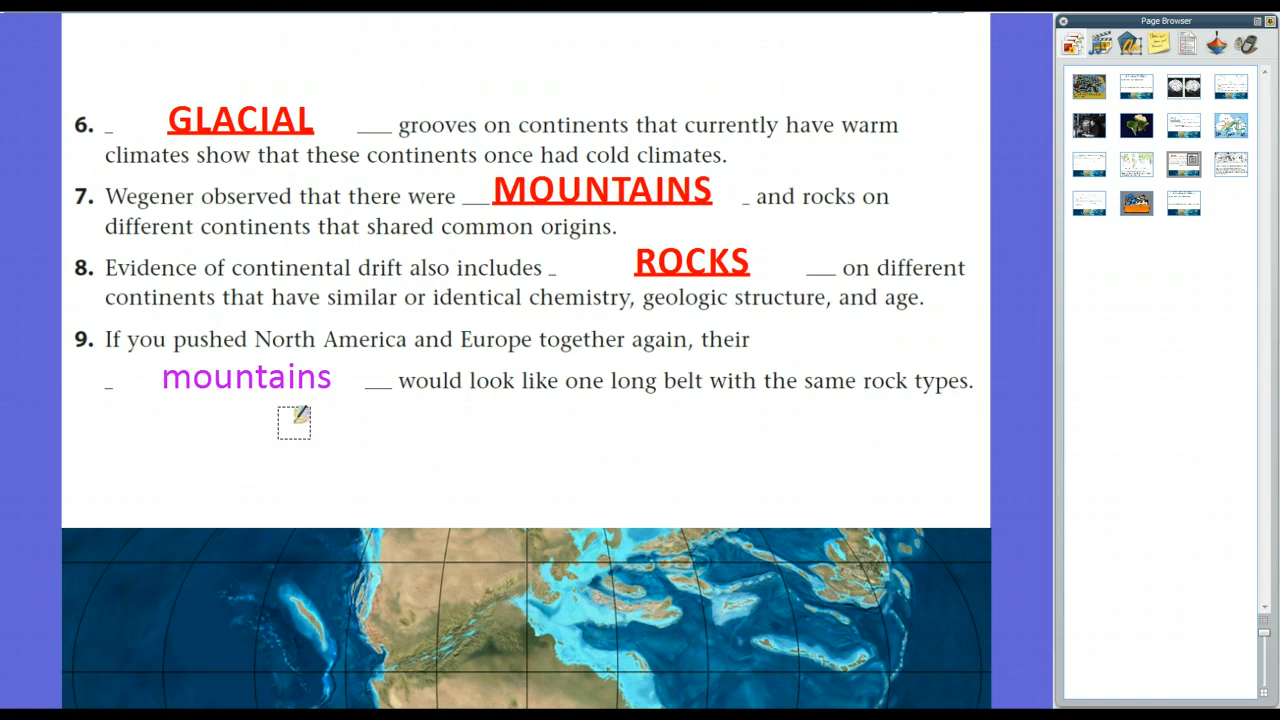 Page Browser
6. _ GLACIAL ___ grooves on continents that currently have warm
climates show that these continents once had cold climates.
7. Wegener observed that there were ___ MOUNTAINS _ and rocks on
different continents that shared common origins.
8. Evidence of continental drift also includes _ ROCKS ___ on different
continents that have similar or identical chemistry, geologic structure, and age.
9. If you pushed North America and Europe together again, their
_ mountains ___ would look like one long belt with the same rock types.